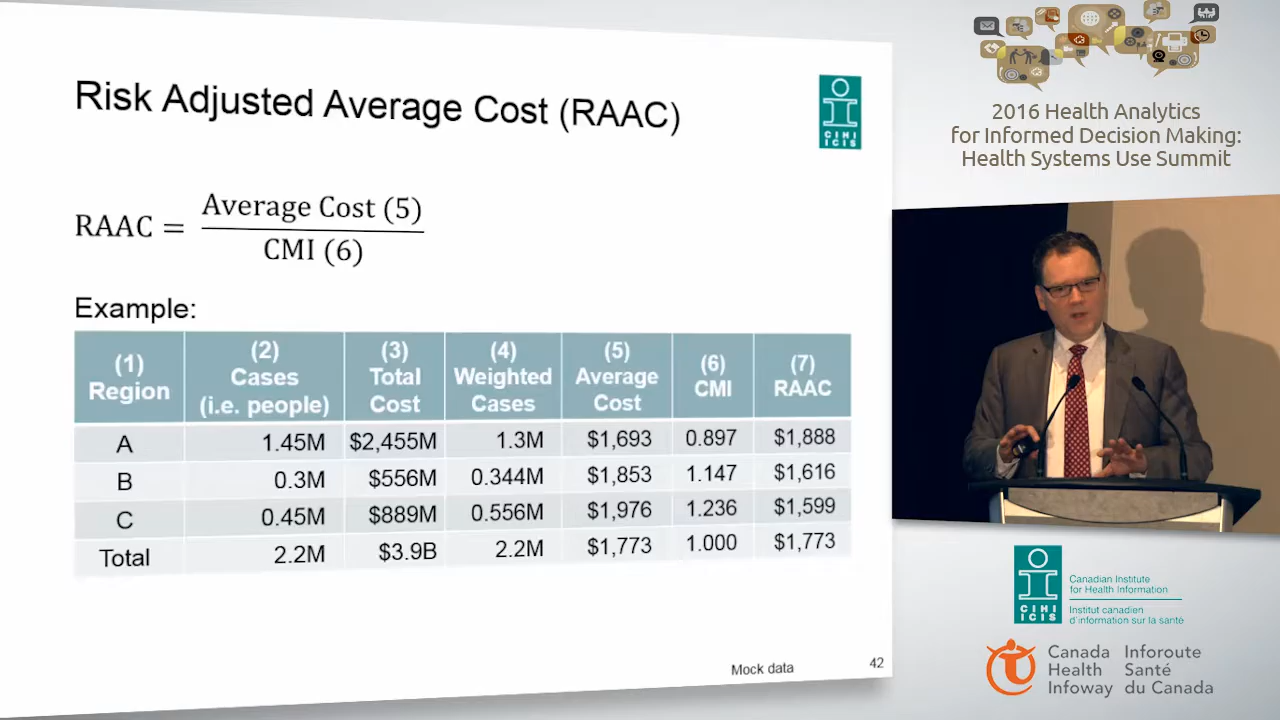 Risk Adjusted Average Cost (RAAC)
CIHI
ICIS
RAAC = Average Cost (5)
CMI (6)
Example:
(1) Region (2) Cases (i.e. people) (3) Total Cost (4) Weighted Cases (5) Average Cost (6) CMI (7) RAAC
A 1.45M $2,455M 1.3M $1,693 0.897 $1,888
B 0.3M $556M 0.344M $1,853 1.147 $1,616
C 0.45M $889M 0.556M $1,976 1.236 $1,599
Total 2.2M $3.9B 2.2M $1,773 1.000 $1,773
Mock data 42
2016 Health Analytics
for Informed Decision Making:
Health Systems Use Summit
CIHI
ICIS
Canadian Institute
for Health Information
Institut canadien
d'information sur la santé
Canada Inforoute
Health Santé
Infoway du Canada